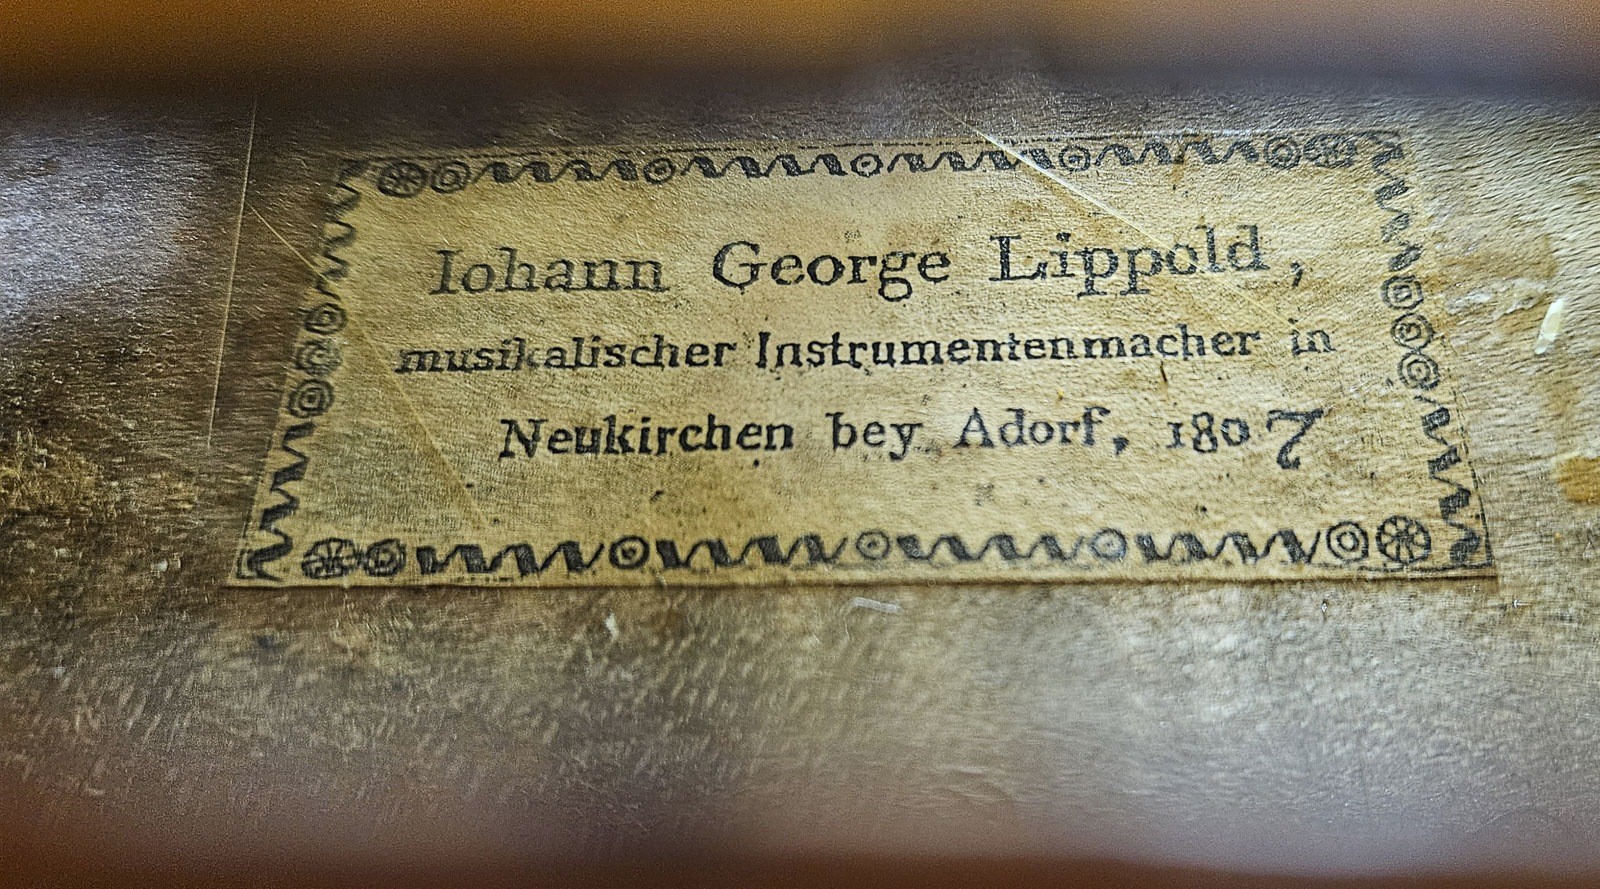 Iohann George Lippold,
musikalischer Instrumentenmacher in
Neukirchen bey Adorf, 1807